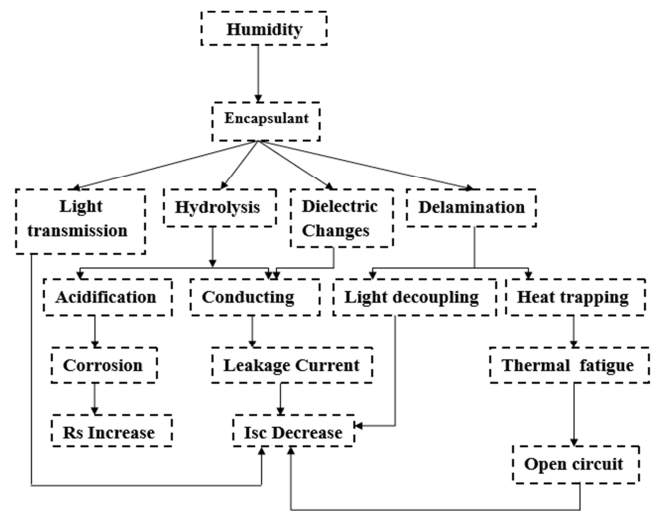 Humidity
Encapsulant
Light
transmission
Hydrolysis
Dielectric
Changes
Delamination
Acidification
Conducting
Light decoupling
Heat trapping
Corrosion
Leakage Current
Thermal fatigue
Rs Increase
Isc Decrease
Open circuit